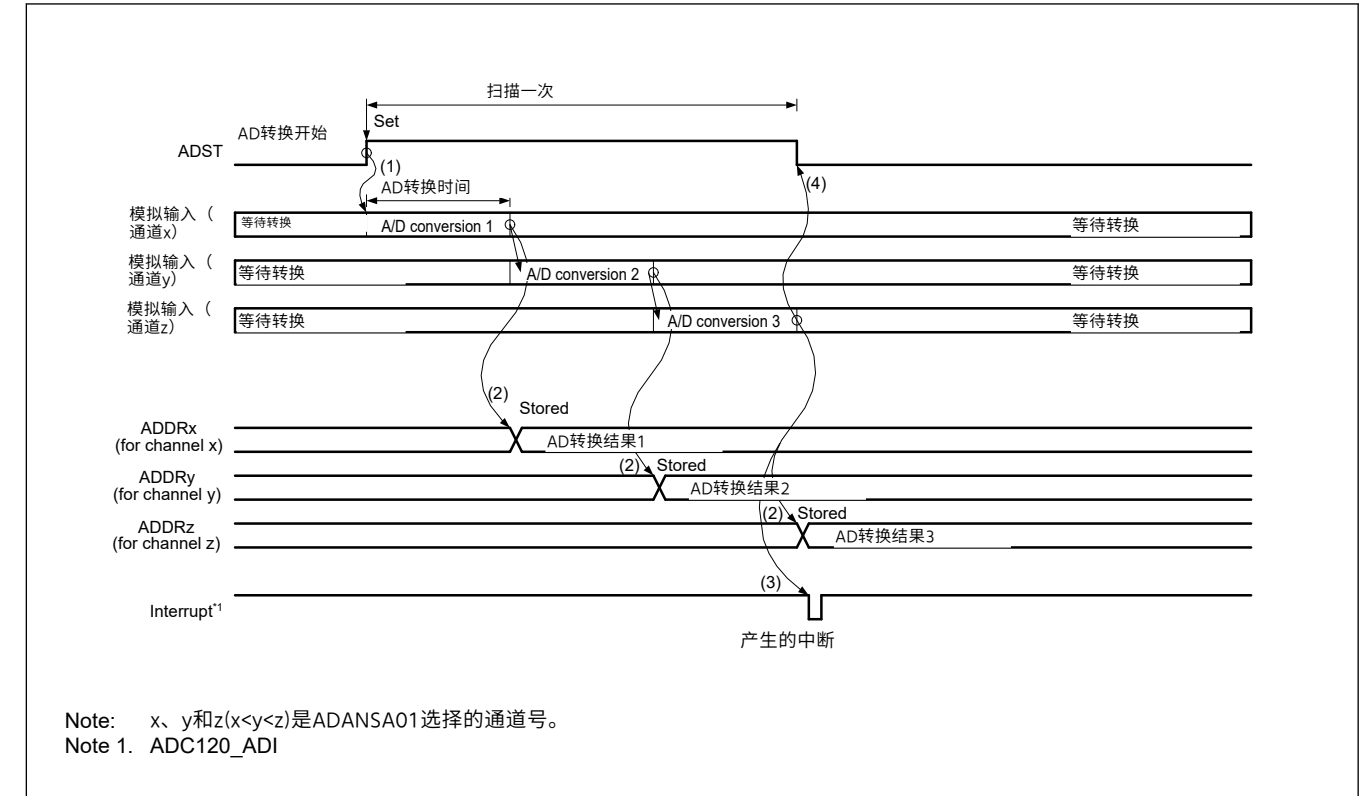 扫描一次
Set
AD转换开始
ADST
(1)
AD转换时间
(4)
模拟输入（
通道x）
等待转换
A/D conversion 1
等待转换
模拟输入（
通道y）
等待转换
A/D conversion 2
等待转换
模拟输入（
通道z）
等待转换
A/D conversion 3
等待转换
(2)
Stored
ADDRx
(for channel x)
AD转换结果1
(2)
Stored
ADDRy
(for channel y)
AD转换结果2
(2)
Stored
ADDRz
(for channel z)
AD转换结果3
(3)
Interrupt*1
产生的中断
Note: x、y和z(x<y<z)是ADANSA01选择的通道号。
Note 1. ADC120_ADI